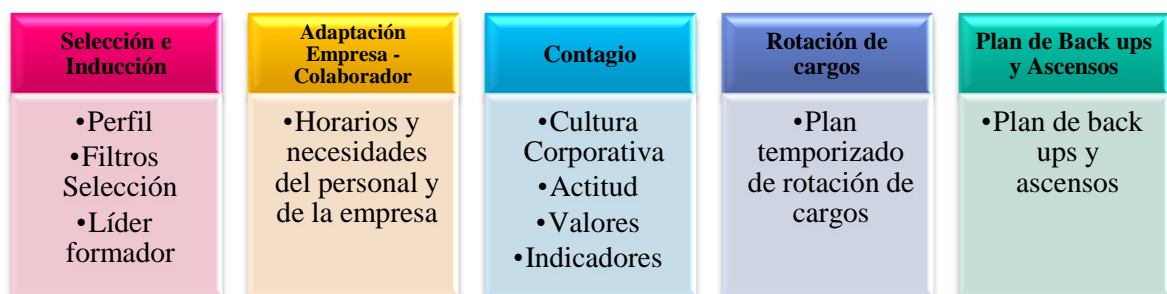 Selección e
Inducción
•Perfil
•Filtros
Selección
•Líder
formador
Adaptación
Empresa -
Colaborador
•Horarios y
necesidades
del personal y
de la empresa
Contagio
•Cultura
Corporativa
•Actitud
•Valores
•Indicadores
Rotación de
cargos
•Plan
temporizado
de rotación de
cargos
Plan de Back ups
y Ascensos
•Plan de back
ups y
ascensos